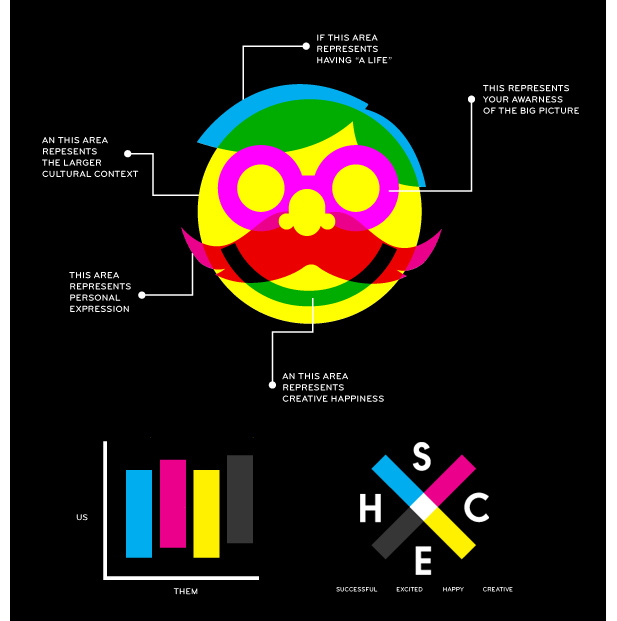 IF THIS AREA
REPRESENTS
HAVING “A LIFE”
THIS REPRESENTS
YOUR AWARNESS
OF THE BIG PICTURE
AN THIS AREA
REPESENTS
THE LARGER
CULTURAL CONTEXT
THIS AREA
REPRESENTS
PERSONAL
EXPRESSION
AN THIS AREA
REPRESENTS
CREATIVE HAPPINESS
US
THEM
S
H C
E
SUCCESSFUL EXCITED HAPPY CREATIVE